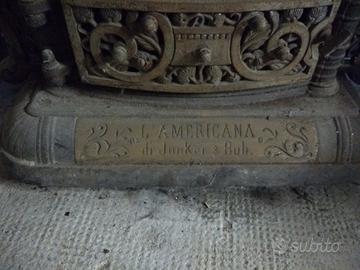 L'AMERICANA
di Junker & Ruh.
subito